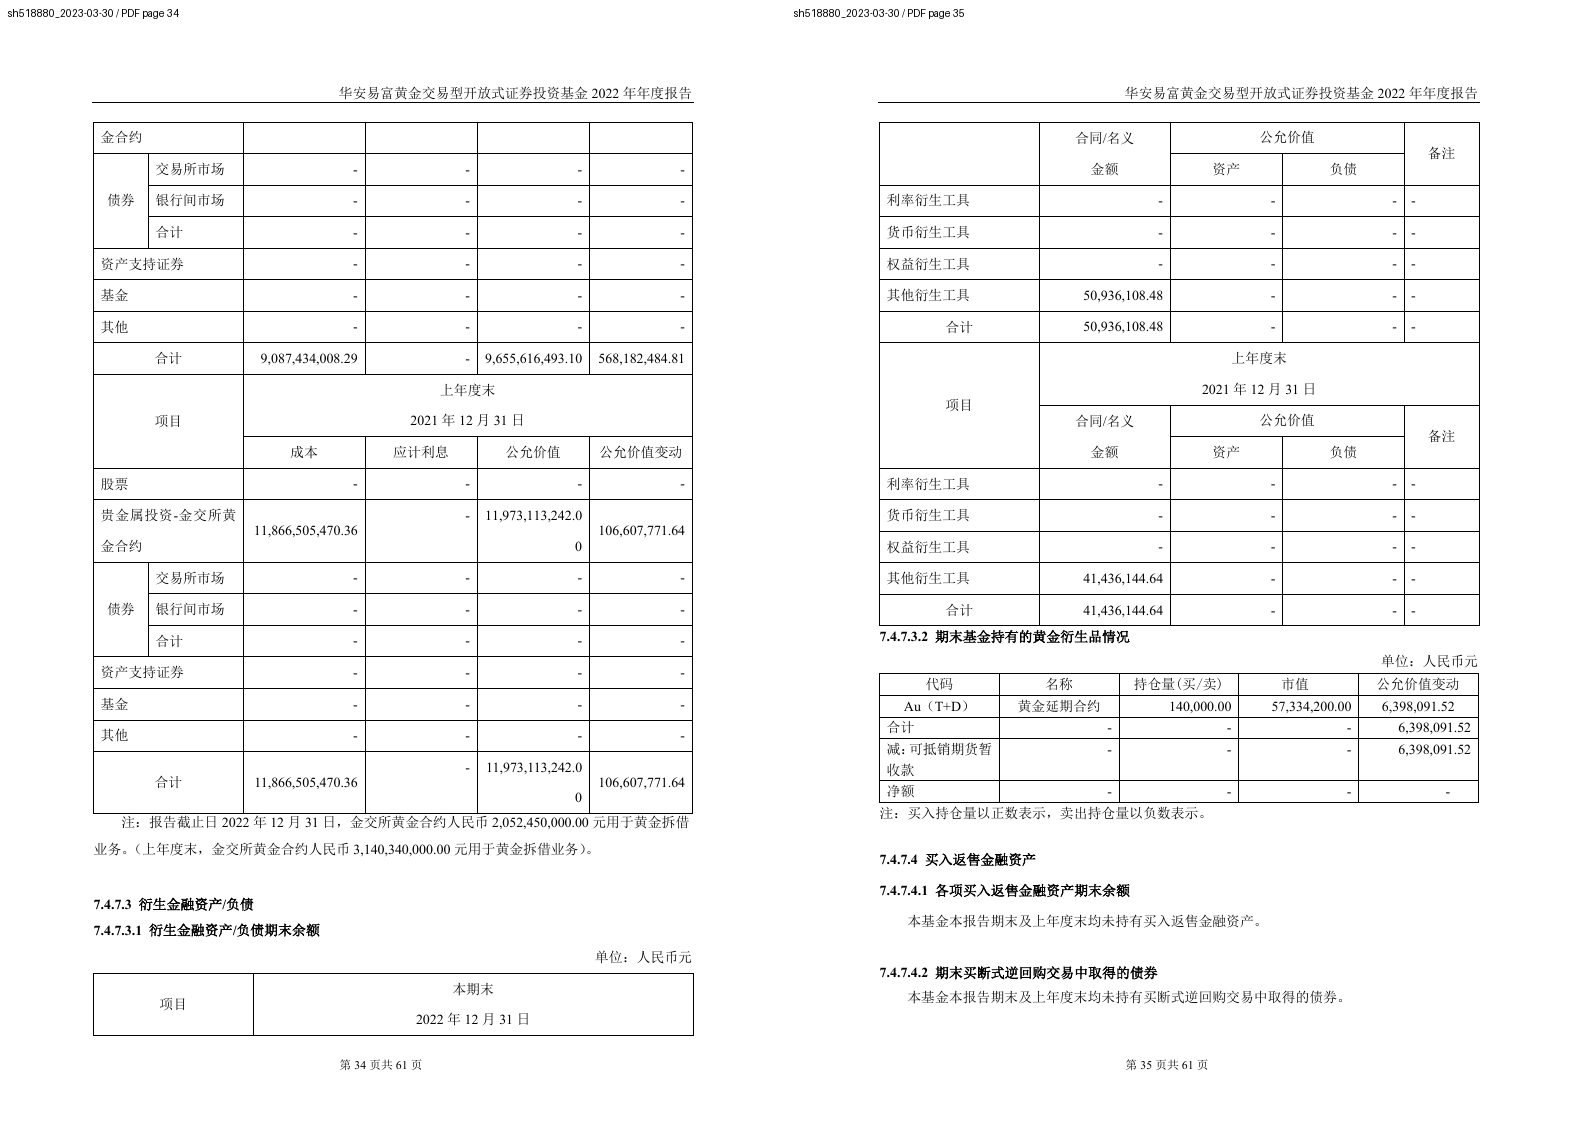 sh518880_2023-03-30 / PDF page 34
华安易富黄金交易型开放式证券投资基金 2022 年年度报告
金合约
债券 交易所市场 - - - -
银行间市场 - - - -
合计 - - - -
资产支持证券 - - - -
基金 - - - -
其他 - - - -
合计 9,087,434,008.29 - 9,655,616,493.10 568,182,484.81
项目 上年度末
2021 年 12 月 31 日
成本 应计利息 公允价值 公允价值变动
股票 - - - -
贵金属投资-金交所黄
金合约 11,866,505,470.36 - 11,973,113,242.0
0 106,607,771.64
债券 交易所市场 - - - -
银行间市场 - - - -
合计 - - - -
资产支持证券 - - - -
基金 - - - -
其他 - - - -
合计 11,866,505,470.36 - 11,973,113,242.0
0 106,607,771.64
注：报告截止日 2022 年 12 月 31 日，金交所黄金合约人民币 2,052,450,000.00 元用于黄金拆借
业务。（上年度末，金交所黄金合约人民币 3,140,340,000.00 元用于黄金拆借业务）。
7.4.7.3 衍生金融资产/负债
7.4.7.3.1 衍生金融资产/负债期末余额
单位：人民币元
项目 本期末
2022 年 12 月 31 日
第 34 页共 61 页
sh518880_2023-03-30 / PDF page 35
华安易富黄金交易型开放式证券投资基金 2022 年年度报告
合同/名义
金额 公允价值 备注
资产 负债
利率衍生工具 - - - -
货币衍生工具 - - - -
权益衍生工具 - - - -
其他衍生工具 50,936,108.48 - - -
合计 50,936,108.48 - - -
项目 上年度末
2021 年 12 月 31 日
合同/名义
金额 公允价值 备注
资产 负债
利率衍生工具 - - - -
货币衍生工具 - - - -
权益衍生工具 - - - -
其他衍生工具 41,436,144.64 - - -
合计 41,436,144.64 - - -
7.4.7.3.2 期末基金持有的黄金衍生品情况
单位：人民币元
代码 名称 持仓量(买/卖) 市值 公允价值变动
Au（T+D） 黄金延期合约 140,000.00 57,334,200.00 6,398,091.52
合计 - - - 6,398,091.52
减：可抵销期货暂
收款 - - - 6,398,091.52
净额 - - - -
注：买入持仓量以正数表示，卖出持仓量以负数表示。
7.4.7.4 买入返售金融资产
7.4.7.4.1 各项买入返售金融资产期末余额
本基金本报告期末及上年度末均未持有买入返售金融资产。
7.4.7.4.2 期末买断式逆回购交易中取得的债券
本基金本报告期末及上年度末均未持有买断式逆回购交易中取得的债券。
第 35 页共 61 页